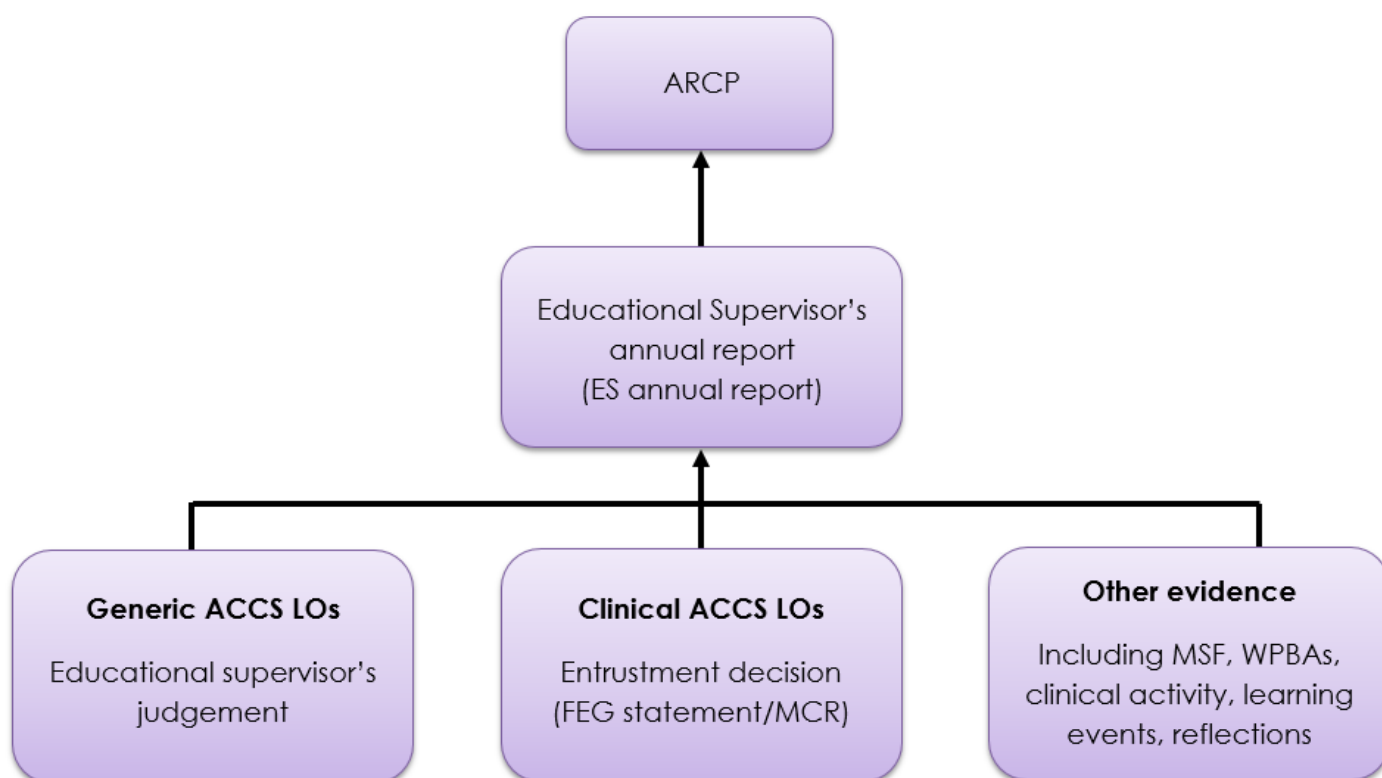 ARCP
Educational Supervisor's
annual report
(ES annual report)
Generic ACCS LOs
Educational supervisor's
judgement
Clinical ACCS LOs
Entrustment decision
(FEG statement/MCR)
Other evidence
Including MSF, WPBAs,
clinical activity, learning
events, reflections